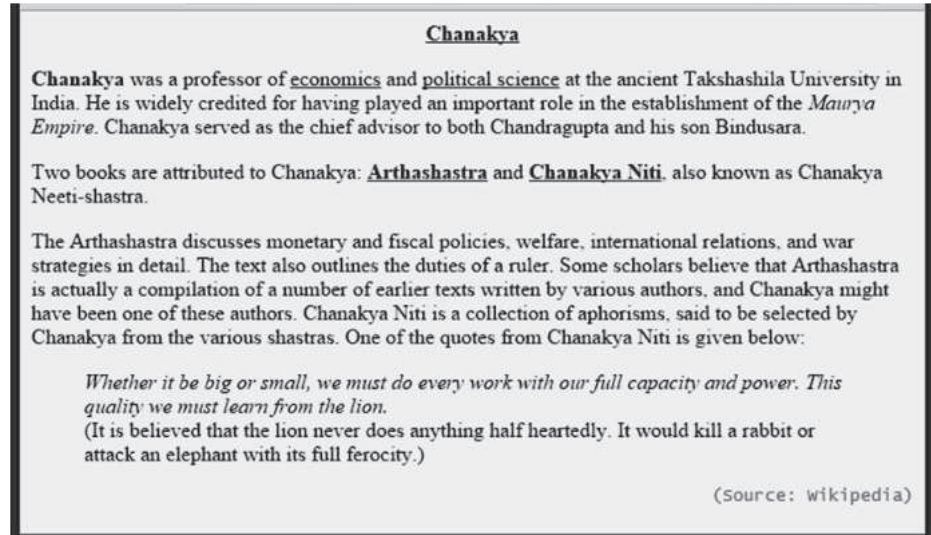 Chanakya
Chanakya was a professor of economics and political science at the ancient Takshashila University in
India. He is widely credited for having played an important role in the establishment of the Maurya
Empire. Chanakya served as the chief advisor to both Chandragupta and his son Bindusara.
Two books are attributed to Chanakya: Arthashastra and Chanakya Niti, also known as Chanakya
Neeti-shastra.
The Arthashastra discusses monetary and fiscal policies, welfare, international relations, and war
strategies in detail. The text also outlines the duties of a ruler. Some scholars believe that Arthashastra
is actually a compilation of a number of earlier texts written by various authors, and Chanakya might
have been one of these authors. Chanakya Niti is a collection of aphorisms, said to be selected by
Chanakya from the various shastras. One of the quotes from Chanakya Niti is given below:
Whether it be big or small, we must do every work with our full capacity and power. This
quality we must learn from the lion.
(It is believed that the lion never does anything half heartedly. It would kill a rabbit or
attack an elephant with its full ferocity.)
(Source: Wikipedia)